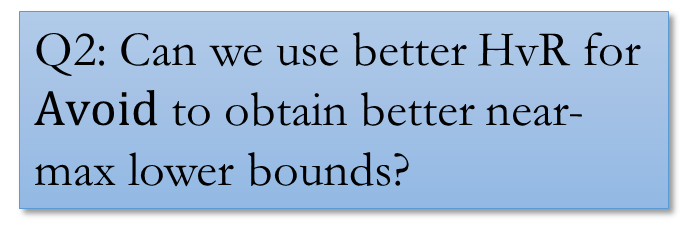 Q2: Can we use better HvR for
Avoid to obtain better near-
max lower bounds?